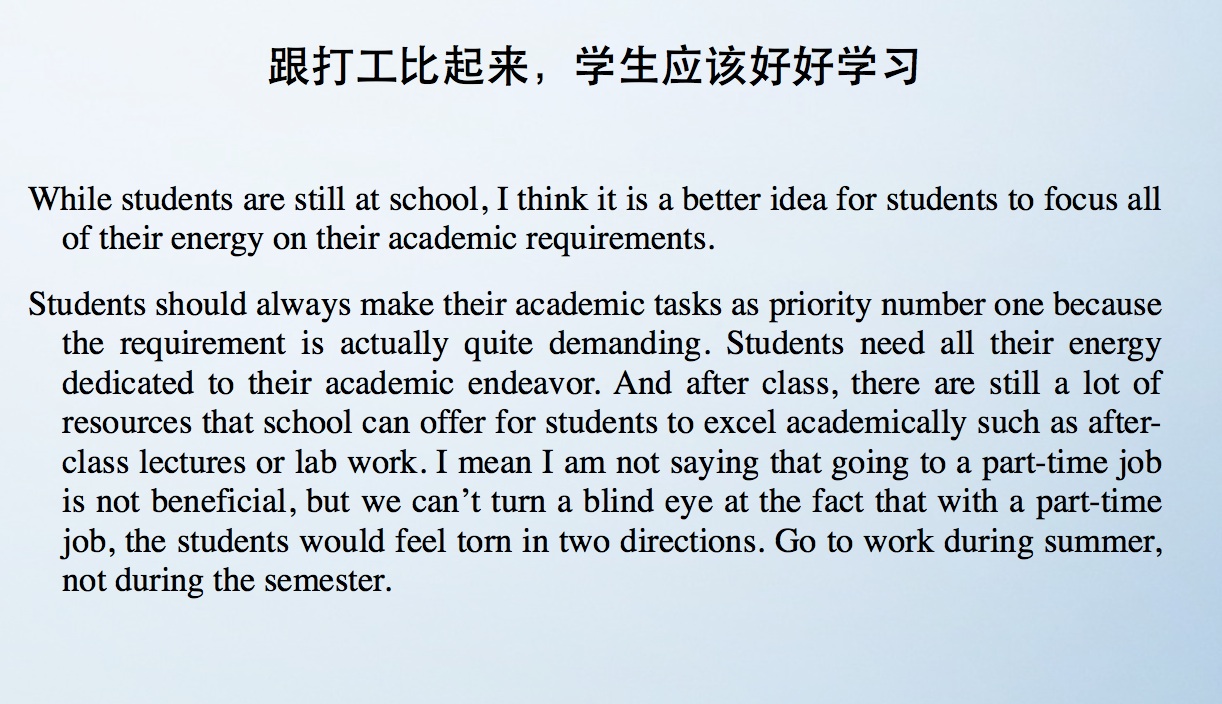 跟打工比起来，学生应该好好学习
While students are still at school, I think it is a better idea for students to focus all
of their energy on their academic requirements.
Students should always make their academic tasks as priority number one because
the requirement is actually quite demanding. Students need all their energy
dedicated to their academic endeavor. And after class, there are still a lot of
resources that school can offer for students to excel academically such as after-
class lectures or lab work. I mean I am not saying that going to a part-time job
is not beneficial, but we can’t turn a blind eye at the fact that with a part-time
job, the students would feel torn in two directions. Go to work during summer,
not during the semester.